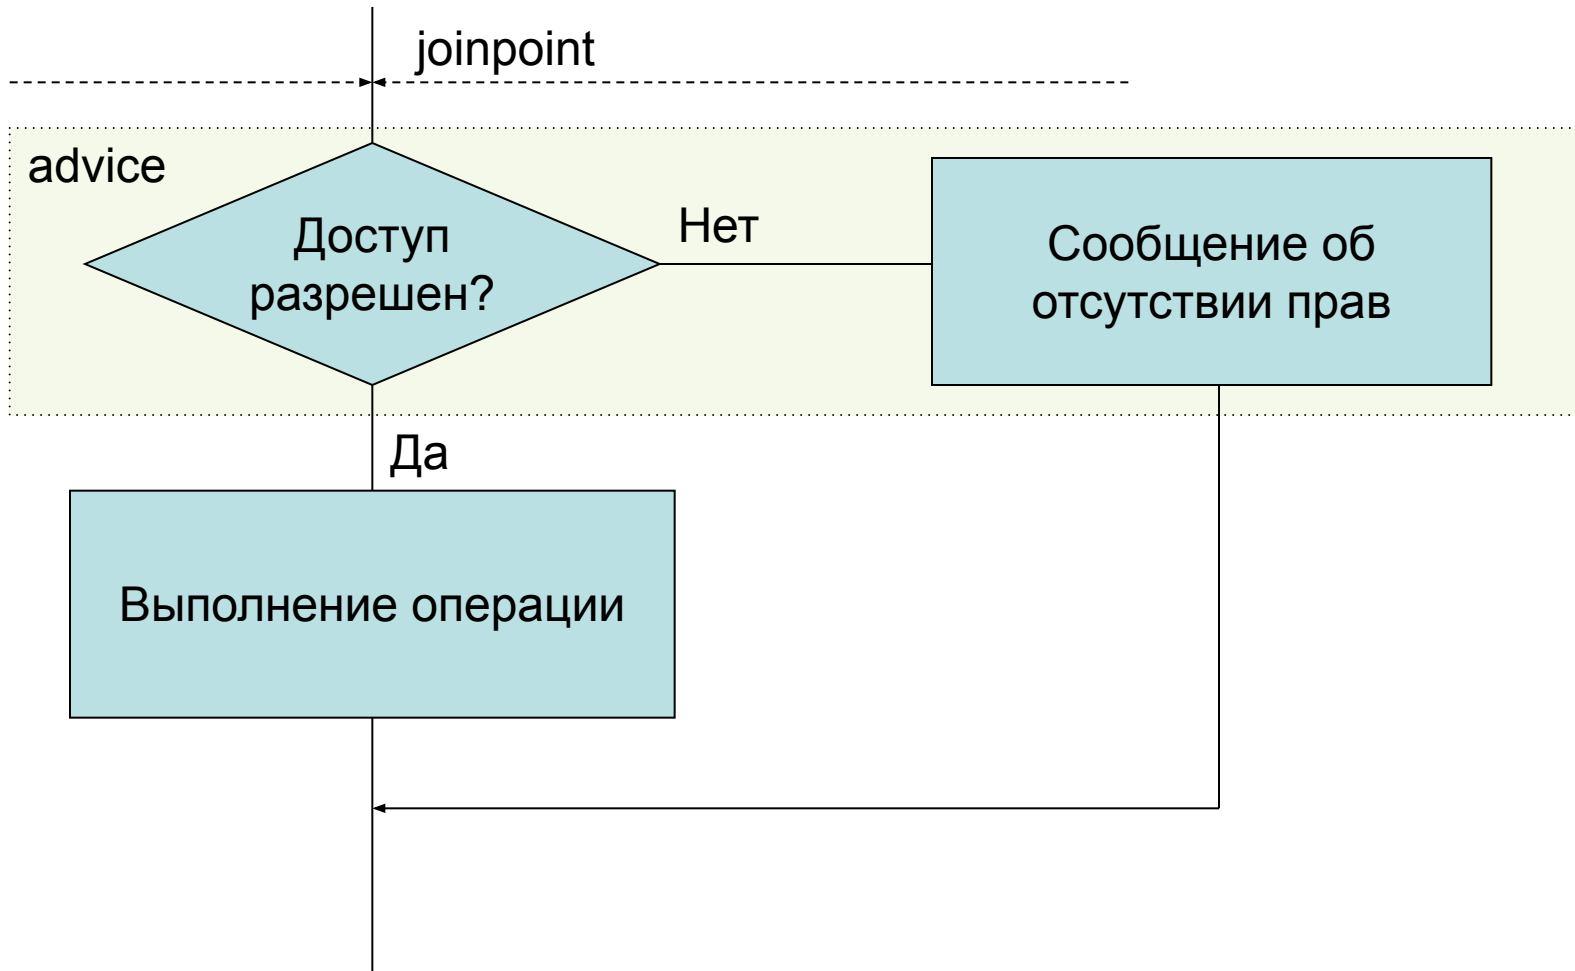 joinpoint
advice
Доступ
разрешен?
Нет
Сообщение об
отсутствии прав
Да
Выполнение операции